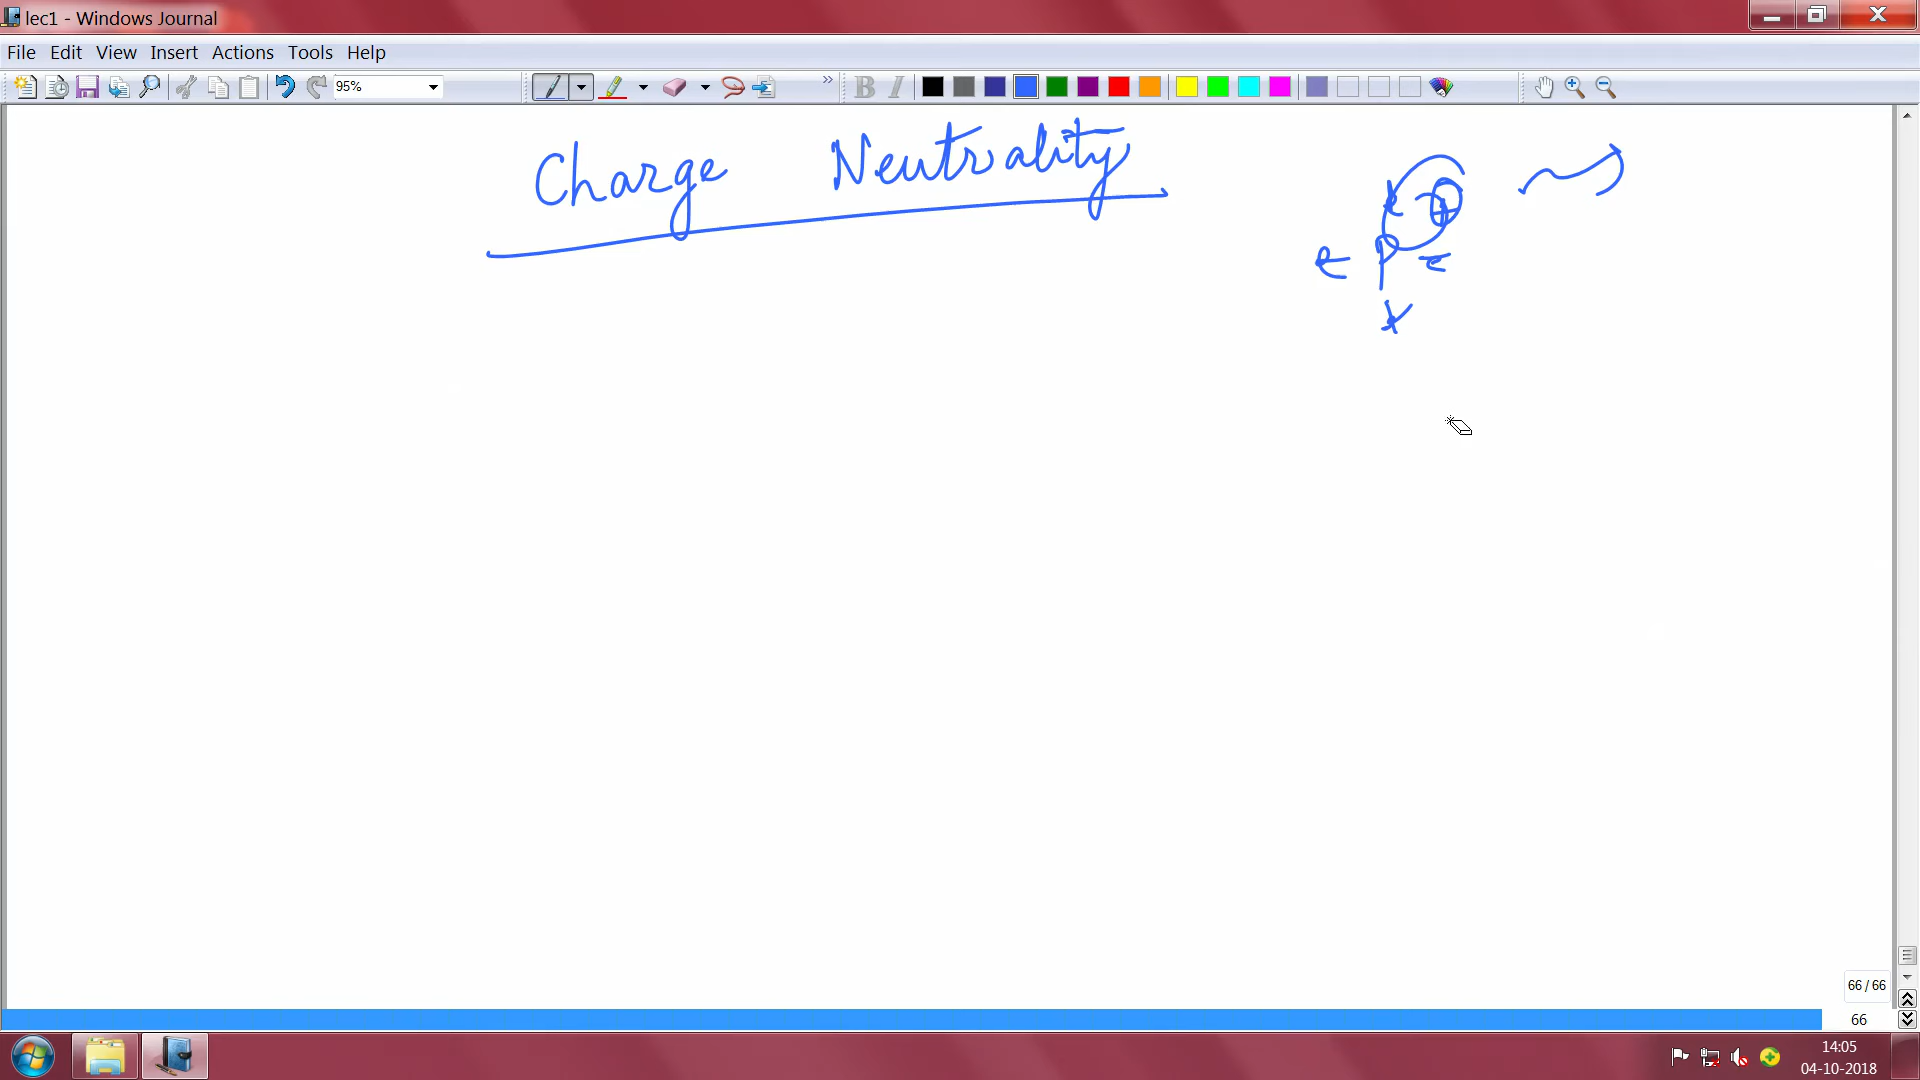 lec1 - Windows Journal
File Edit View Insert Actions Tools Help
95%
B I
Charge Neutrality
P
66 / 66
66
14:05
04-10-2018